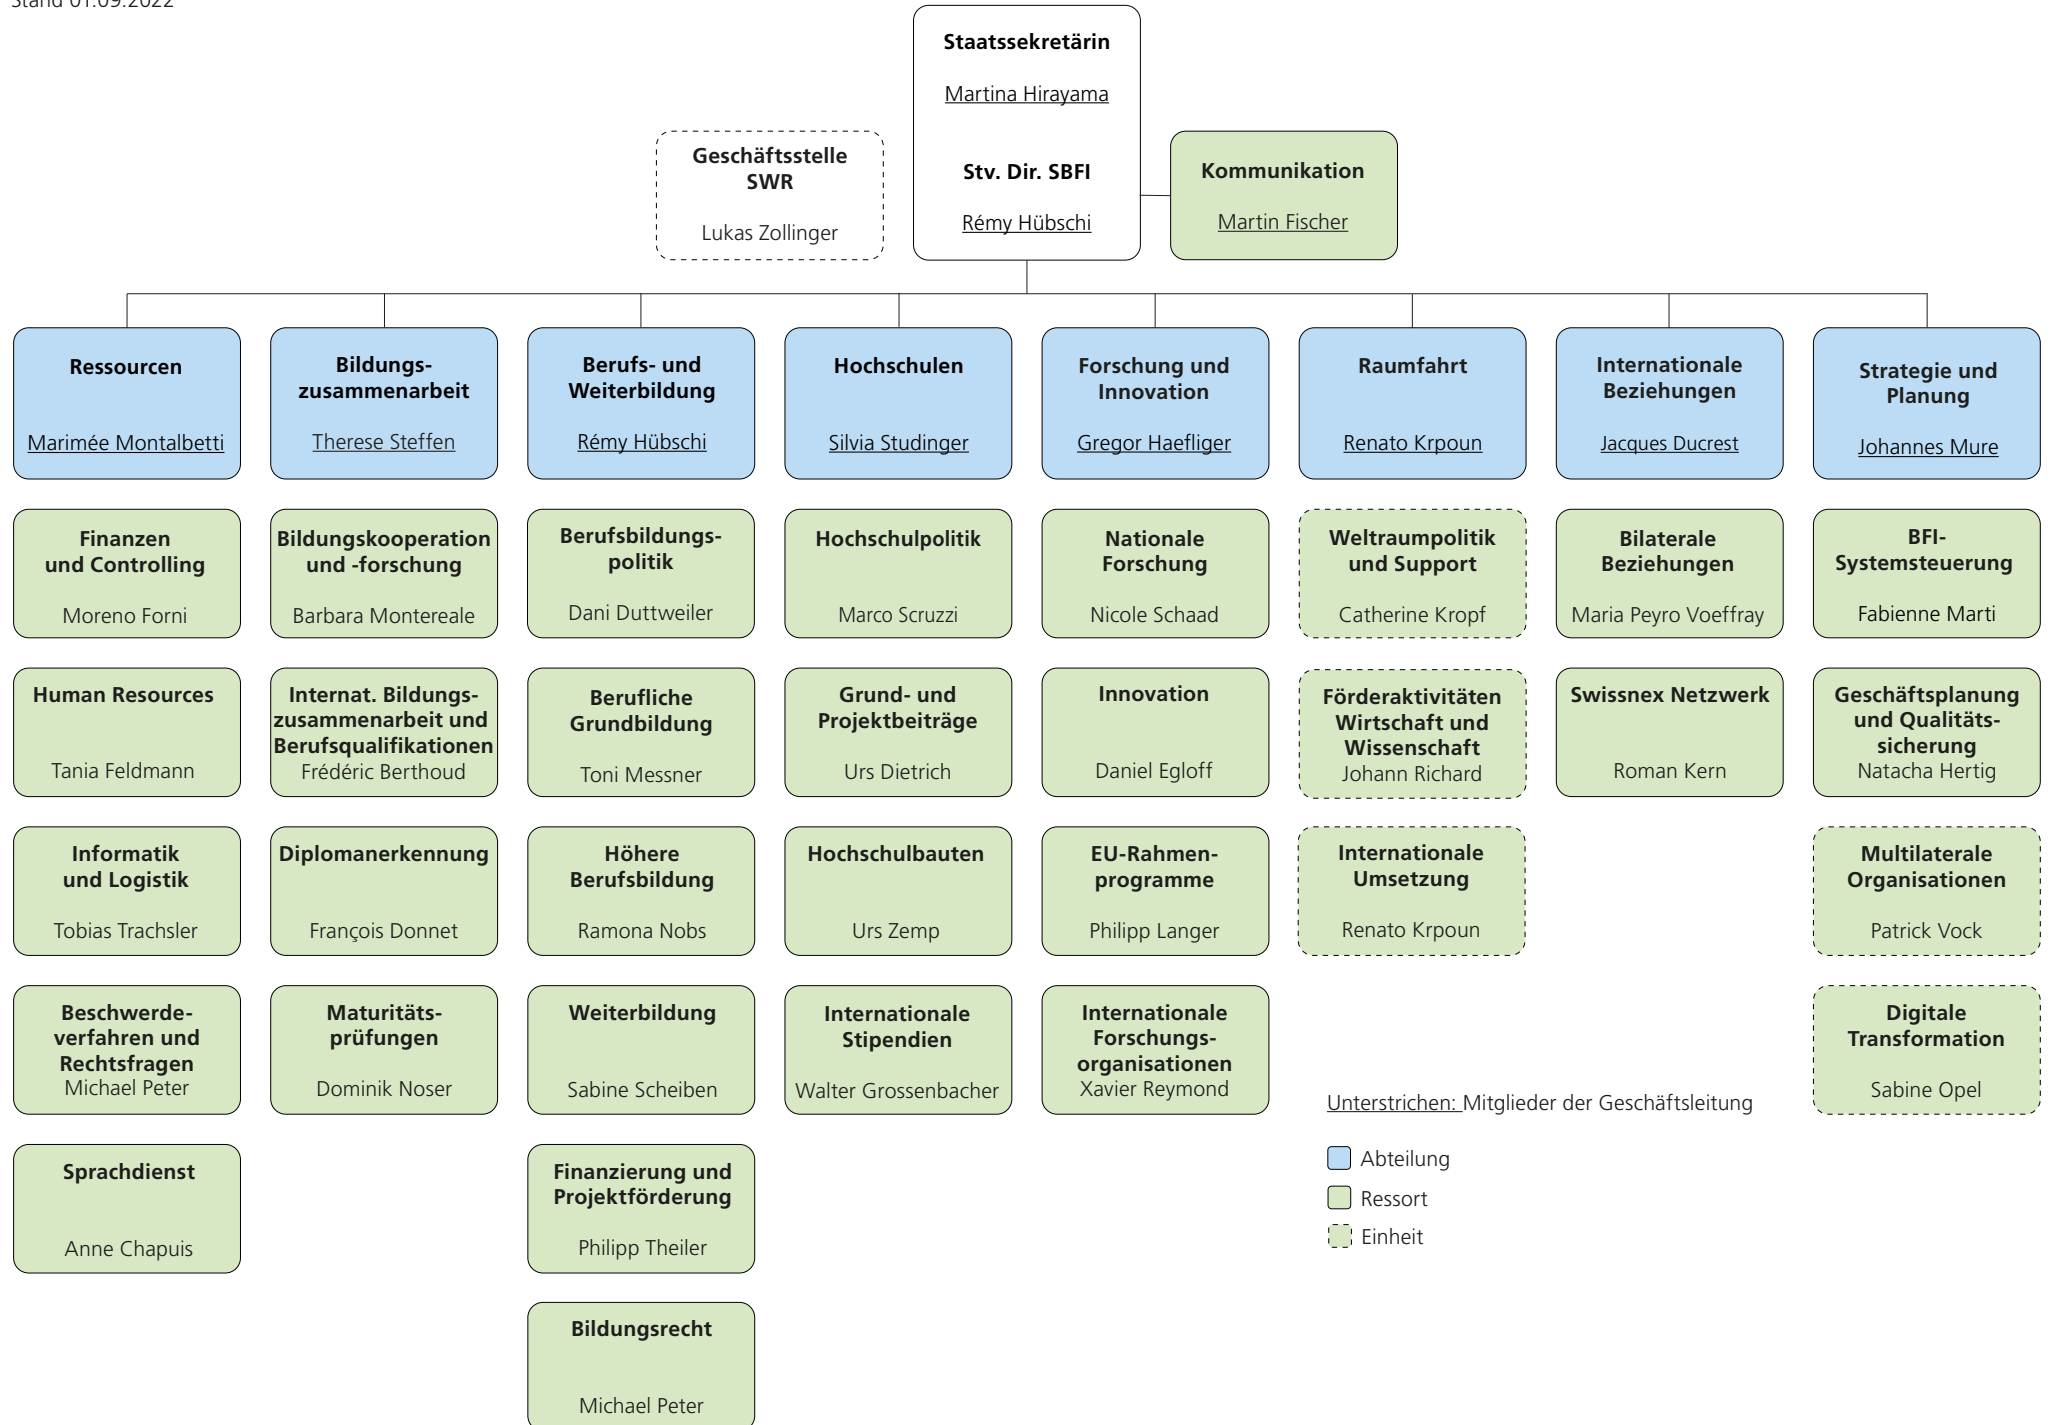 Stand 01.09.2022
Staatssekretärin
Martina Hirayama
Stv. Dir. SBFI
Rémy Hübschi
Geschäftsstelle
SWR
Lukas Zollinger
Kommunikation
Martin Fischer
Ressourcen
Marimée Montalbetti
Finanzen
und Controlling
Moreno Forni
Human Resources
Tania Feldmann
Informatik
und Logistik
Tobias Trachsler
Beschwerde-
verfahren und
Rechtsfragen
Michael Peter
Sprachdienst
Anne Chapuis
Bildungs-
zusammenarbeit
Therese Steffen
Bildungskooperation
und -forschung
Barbara Montereale
Internat. Bildungs-
zusammenarbeit und
Berufsqualifikationen
Frédéric Berthoud
Diplomanerkennung
François Donnet
Maturitäts-
prüfungen
Dominik Noser
Berufs- und
Weiterbildung
Rémy Hübschi
Berufsbildungs-
politik
Dani Duttweiler
Berufliche
Grundbildung
Toni Messner
Höhere
Berufsbildung
Ramona Nobs
Weiterbildung
Sabine Scheiben
Finanzierung und
Projektförderung
Philipp Theiler
Bildungsrecht
Michael Peter
Hochschulen
Silvia Studinger
Hochschulpolitik
Marco Scruzzi
Grund- und
Projektbeiträge
Urs Dietrich
Hochschulbauten
Urs Zemp
Internationale
Stipendien
Walter Grossenbacher
Forschung und
Innovation
Gregor Haefliger
Nationale
Forschung
Nicole Schaad
Innovation
Daniel Egloff
EU-Rahmen-
programme
Philipp Langer
Internationale
Forschungs-
organisationen
Xavier Reymond
Raumfahrt
Renato Krpoun
Weltraumpolitik
und Support
Catherine Kropf
Förderaktivitäten
Wirtschaft und
Wissenschaft
Johann Richard
Internationale
Umsetzung
Renato Krpoun
Internationale
Beziehungen
Jacques Ducrest
Bilaterale
Beziehungen
Maria Peyro Voeffray
Swissnex Netzwerk
Roman Kern
Strategie und
Planung
Johannes Mure
BFI-
Systemsteuerung
Fabienne Marti
Geschäftsplanung
und Qualitäts-
sicherung
Natacha Hertig
Multilaterale
Organisationen
Patrick Vock
Digitale
Transformation
Sabine Opel
Unterstrichen: Mitglieder der Geschäftsleitung
Abteilung
Ressort
Einheit